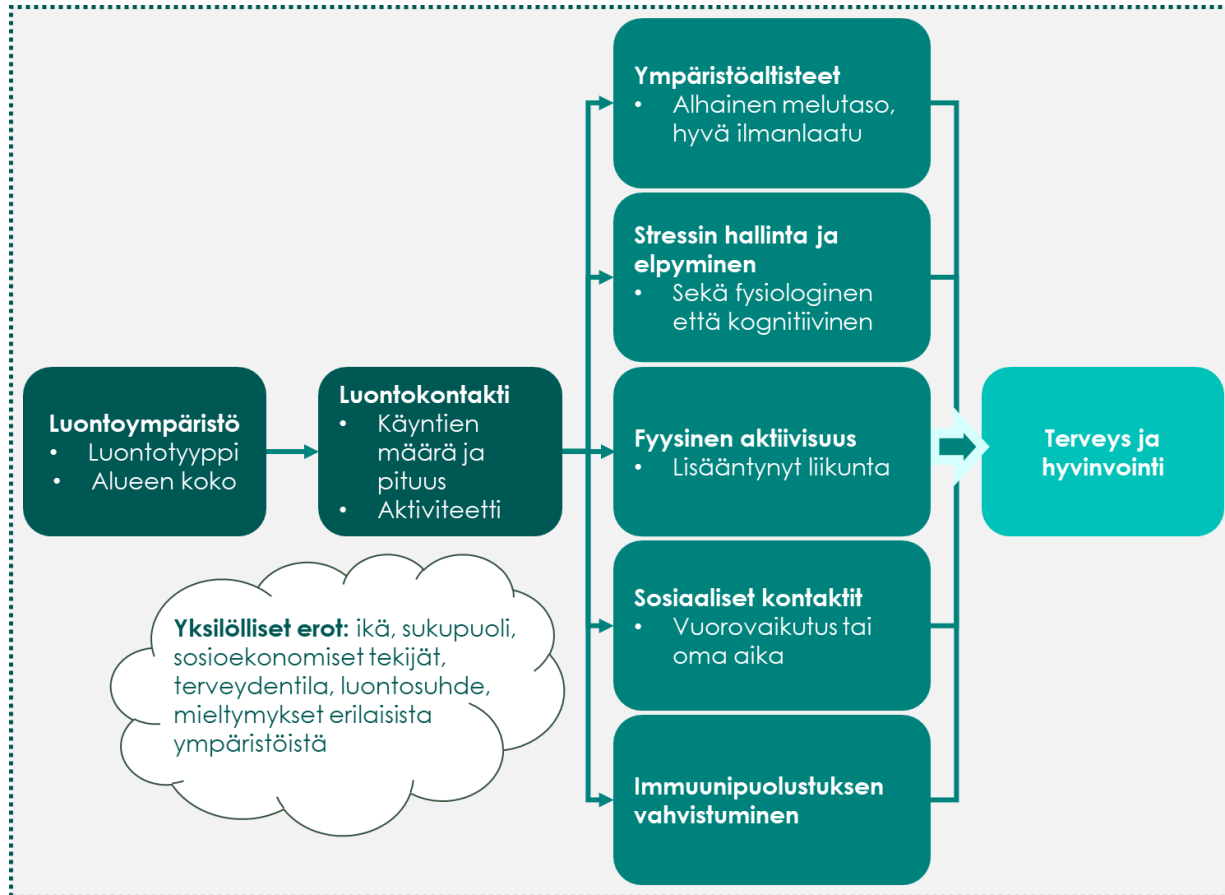 Luontoympäristö
• Luontotyyppi
• Alueen koko
Luontokontakti
• Käyntien
määrä ja
pituus
• Aktiviteetti
Yksilölliset erot: ikä, sukupuoli,
sosioekonomiset tekijät,
terveydentila, luontosuhde,
mieltymykset erilaisista
ympäristöistä
Ympäristöaltisteet
• Alhainen melutaso,
hyvä ilmanlaatu
Stressin hallinta ja
elpyminen
• Sekä fysiologinen
että kognitiivinen
Fyysinen aktiivisuus
• Lisääntynyt liikunta
Sosiaaliset kontaktit
• Vuorovaikutus tai
oma aika
Immuunipuolustuksen
vahvistuminen
Terveys ja
hyvinvointi